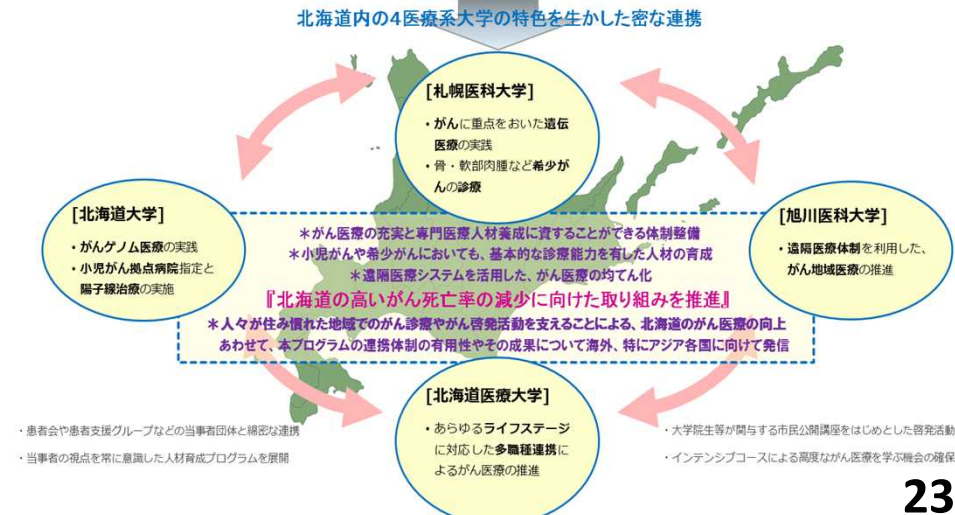 北海道内の4医療系大学の特色を生かした密な連携
[札幌医科大学]
・がんに重点をおいた遺伝
医療の実践
・骨・軟部肉腫など希少が
んの診療
[北海道大学]
・がんゲノム医療の実践
・小児がん拠点病院指定と
陽子線治療の実施
[旭川医科大学]
・遠隔医療体制を利用した、
がん地域医療の推進
＊がん医療の充実と専門医療人材養成に資することができる体制整備
＊小児がんや希少がんにおいても、基本的な診療能力を有した人材の育成
＊遠隔医療システムを活用した、がん医療の均てん化
『北海道の高いがん死亡率の減少に向けた取り組みを推進』
＊人々が住み慣れた地域でのがん診療やがん啓発活動を支えることによる、北海道のがん医療の向上
あわせて、本プログラムの連携体制の有用性やその成果について海外、特にアジア各国に向けて発信
[北海道医療大学]
・あらゆるライフステージ
に対応した多職種連携に
よるがん医療の推進
・患者会や患者支援グループなどの当事者団体と綿密な連携
・当事者の視点を常に意識した人材育成プログラムを展開
・大学院生等が関与する市民公開講座をはじめとした啓発活動
・インテンシブコースによる高度ながん医療を学ぶ機会の確保
23